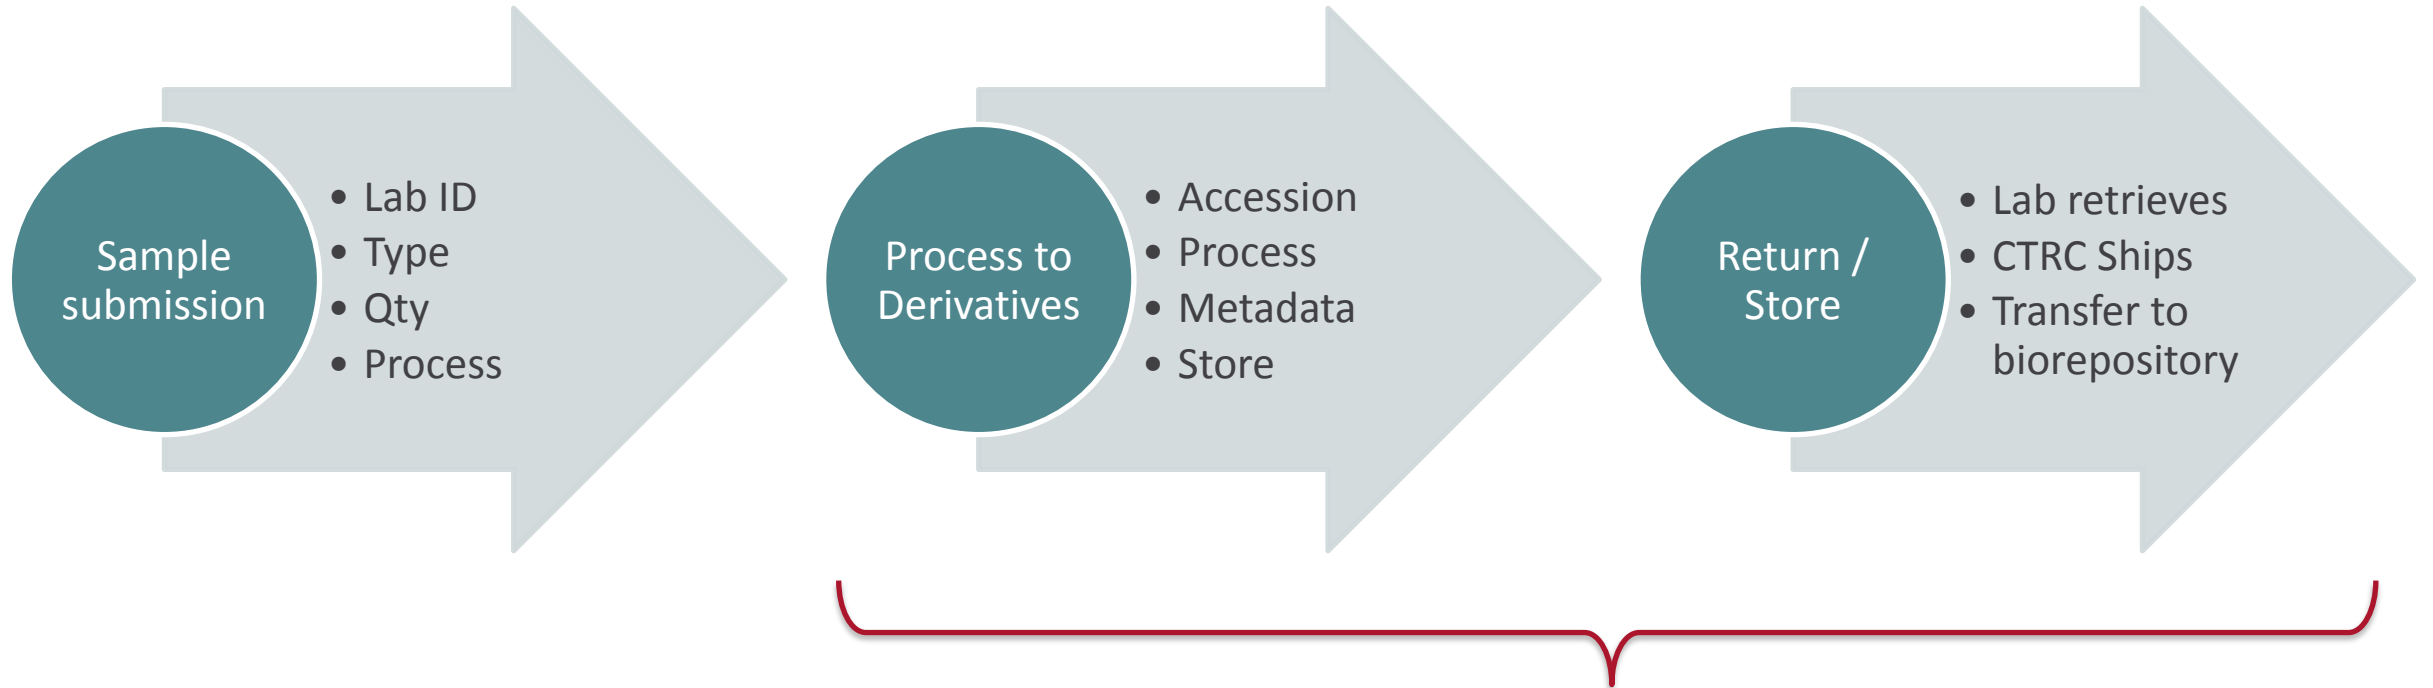 Sample
submission
• Lab ID
• Type
• Qty
• Process
Process to
Derivatives
• Accession
• Process
• Metadata
• Store
Return /
Store
• Lab retrieves
• CTRC Ships
• Transfer to
biorepository